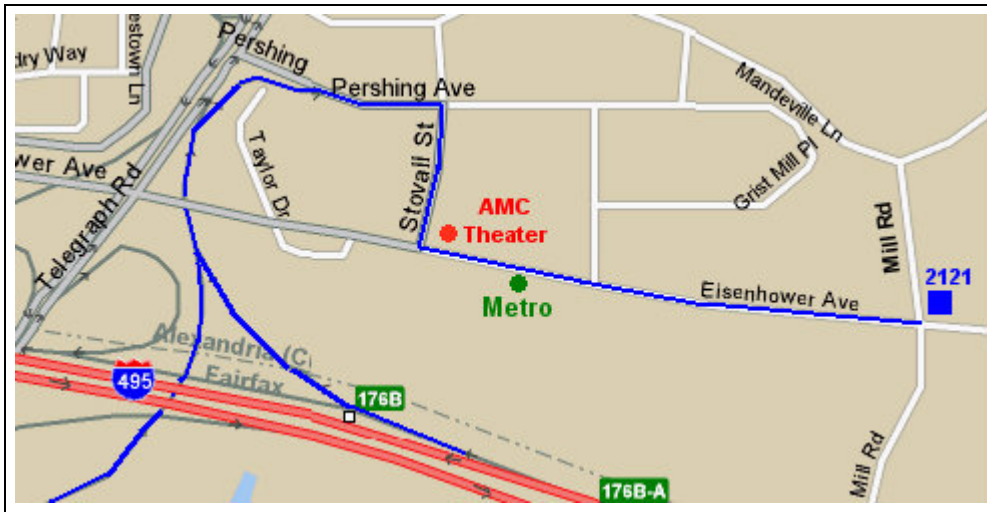 Pershing
dry Way
estown Ln
Pershing Ave
Mandeville Ln
Stovall St
Taylor Dr
Grist Mill Pl
wer Ave
Telegraph Rd
AMC
Theater
Mill Rd
2121
Eisenhower Ave
Metro
Alexandria (C
495
Fairfax
176B
Mill Rd
176B-A